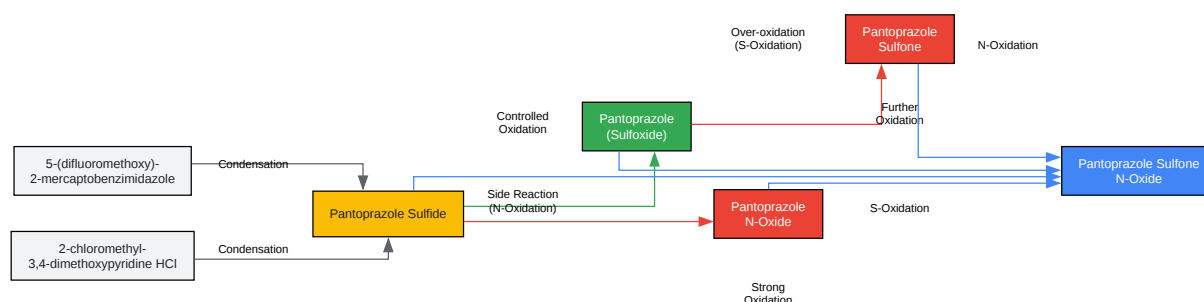 Over-oxidation
(S-Oxidation)
Pantoprazole
Sulfone
N-Oxidation
Controlled
Oxidation
Pantoprazole
(Sulfoxide)
Further
Oxidation
5-(difluoromethoxy)-
2-mercaptobenzimidazole
Condensation
Pantoprazole Sulfone
N-Oxide
Pantoprazole Sulfide
Side Reaction
(N-Oxidation)
Pantoprazole
N-Oxide
S-Oxidation
2-chloromethyl-
3,4-dimethoxypyridine HCl
Condensation
Strong
Oxidation